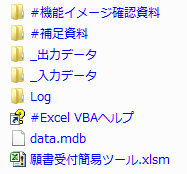 #機能イメージ確認資料
#補足資料
_出力データ
_入力データ
Log
#Excel VBAヘルプ
data.mdb
願書受付簡易ツール.xlsm